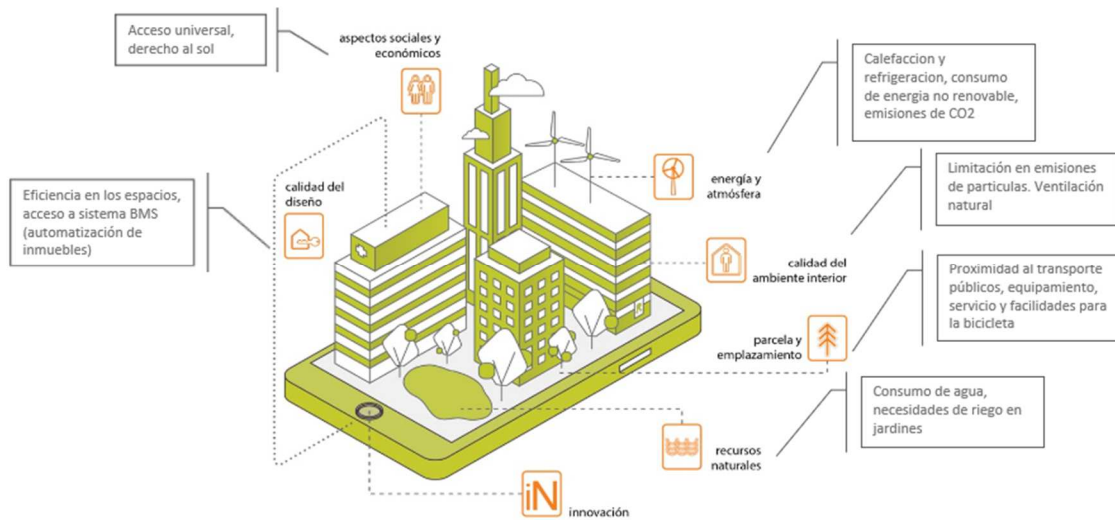 Acceso universal,
derecho al sol
aspectos sociales y
económicos
Calefaccion y
refrigeracion, consumo
de energia no renovable,
emisiones de CO2
energía y
atmósfera
Limitación en emisiones
de particulas. Ventilación
natural
calidad del
diseño
Eficiencia en los espacios,
acceso a sistema BMS
(automatización de
inmuebles)
calidad del
ambiente interior
Proximidad al transporte
públicos, equipamiento,
servicio y facilidades para
la bicicleta
parcela y
emplazamiento
Consumo de agua,
necesidades de riego en
jardines
recursos
naturales
iN
innovación